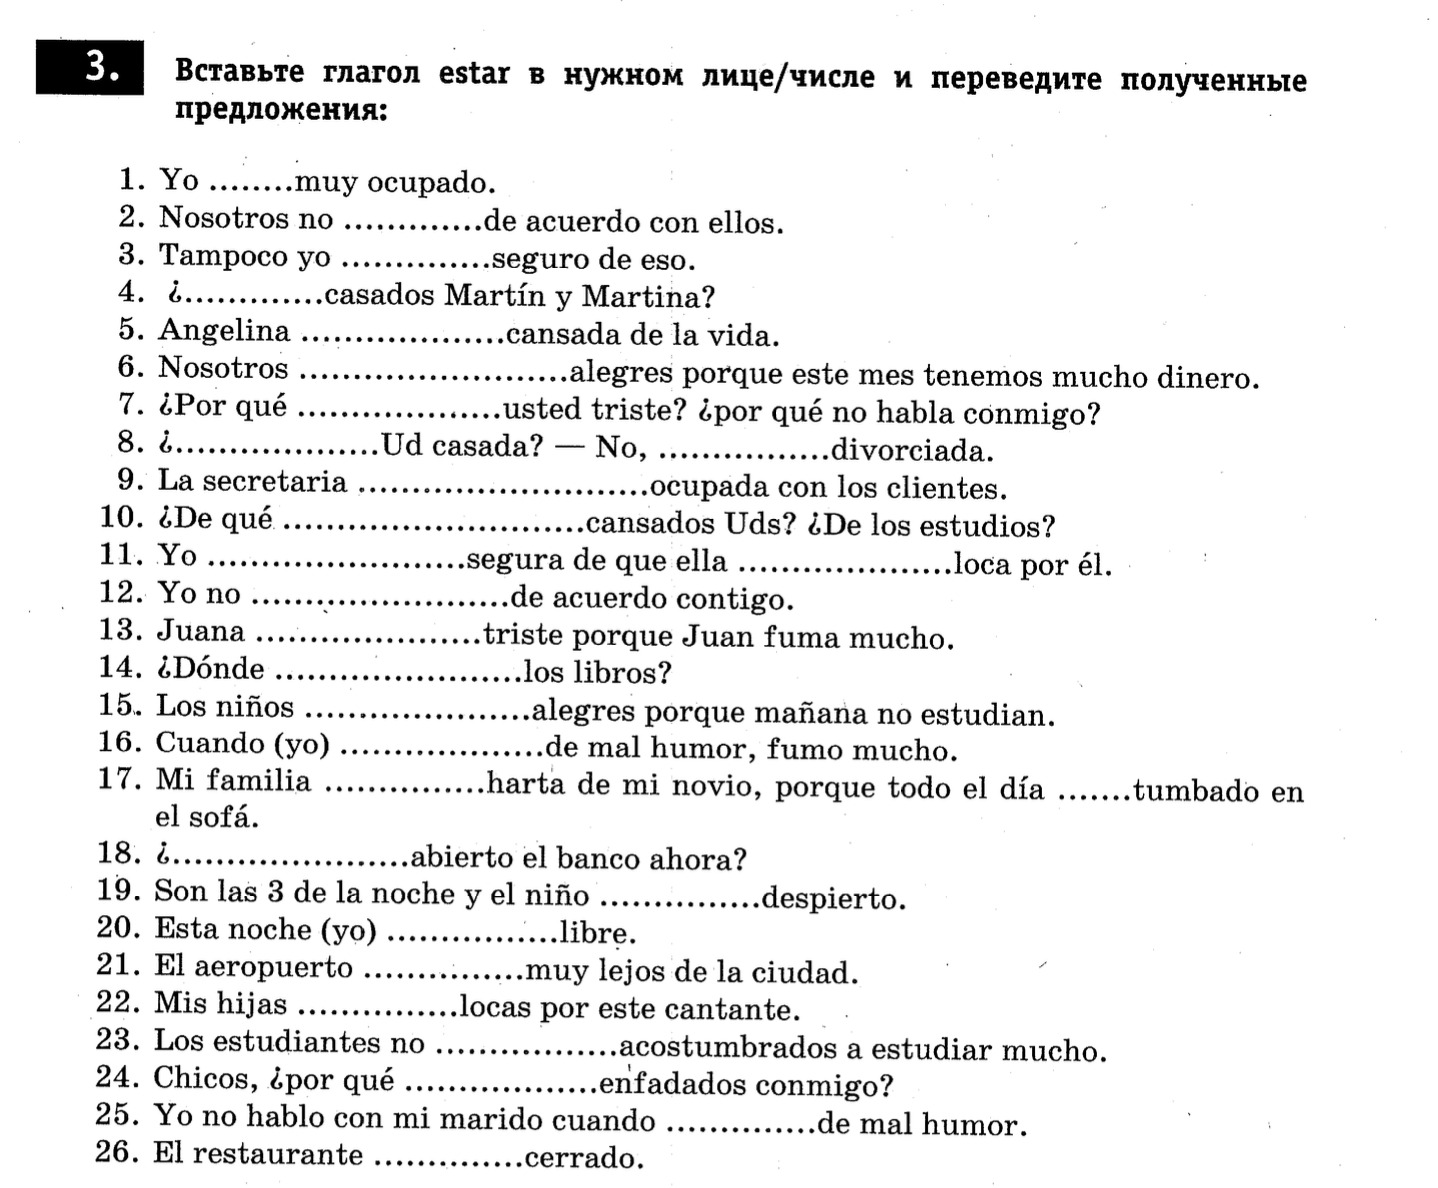 3. Вставьте глагол estar в нужном лице/числе и переведите полученные
предложения:
1. Yo ........muy ocupado.
2. Nosotros no .............de acuerdo con ellos.
3. Tampoco yo ..............seguro de eso.
4. ¿.............casados Martín y Martina?
5. Angelina ...................cansada de la vida.
6. Nosotros .........................alegres porque este mes tenemos mucho dinero.
7. ¿Por qué ...................usted triste? ¿por qué no habla conmigo?
8. ¿...................Ud casada? — No, ................divorciada.
9. La secretaria ...........................ocupada con los clientes.
10. ¿De qué ............................cansados Uds? ¿De los estudios?
11. Yo ........................segura de que ella ....................loca por él.
12. Yo no ........................de acuerdo contigo.
13. Juana .....................triste porque Juan fuma mucho.
14. ¿Dónde .......................los libros?
15. Los niños .....................alegres porque mañana no estudian.
16. Cuando (yo) ...................de mal humor, fumo mucho.
17. Mi familia ...............harta de mi novio, porque todo el día .......tumbado en
el sofá.
18. ¿......................abierto el banco ahora?
19. Son las 3 de la noche y el niño ...............despierto.
20. Esta noche (yo) ................libre.
21. El aeropuerto ...............muy lejos de la ciudad.
22. Mis hijas ...............locas por este cantante.
23. Los estudiantes no .................acostumbrados a estudiar mucho.
24. Chicos, ¿por qué ..................enfadados conmigo?
25. Yo no hablo con mi marido cuando ..............de mal humor.
26. El restaurante ..............cerrado.